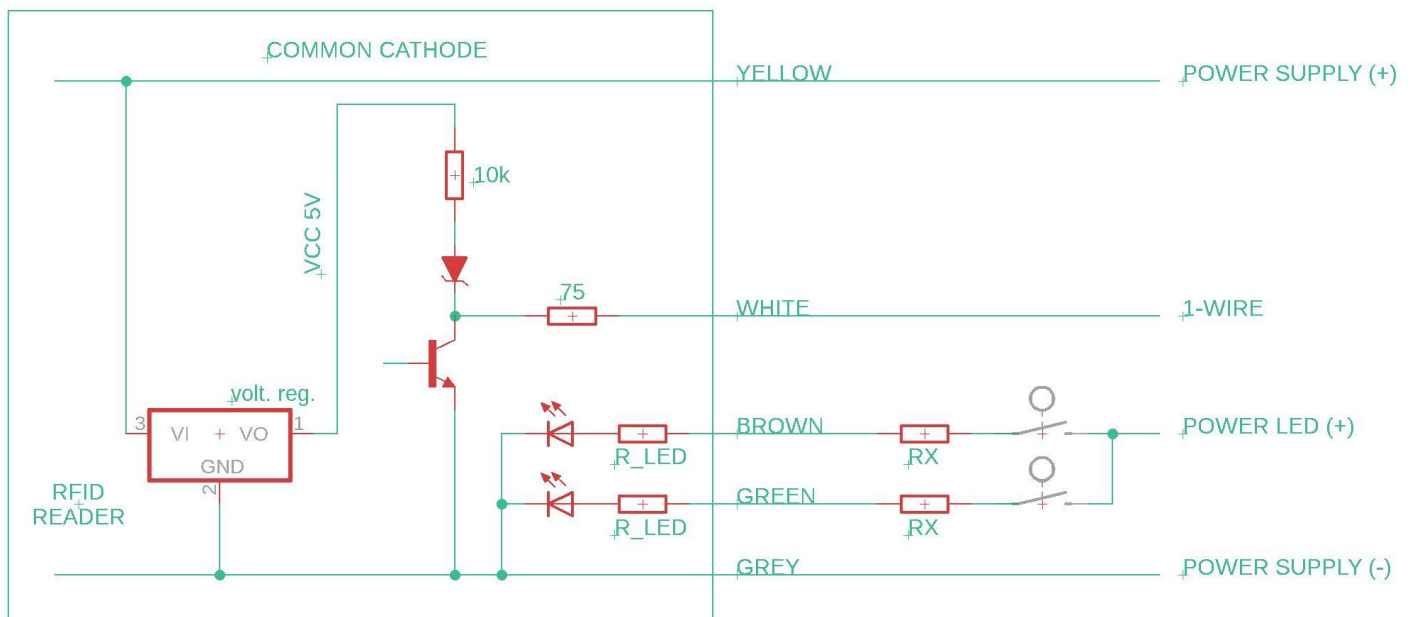 COMMON CATHODE
YELLOW
POWER SUPPLY (+)
10k
VCC 5V
75
WHITE
1-WIRE
volt. reg.
3
VI
VO
1
GND
2
BROWN
POWER LED (+)
R_LED
RX
GREEN
R_LED
RX
RFID
READER
GREY
POWER SUPPLY (-)